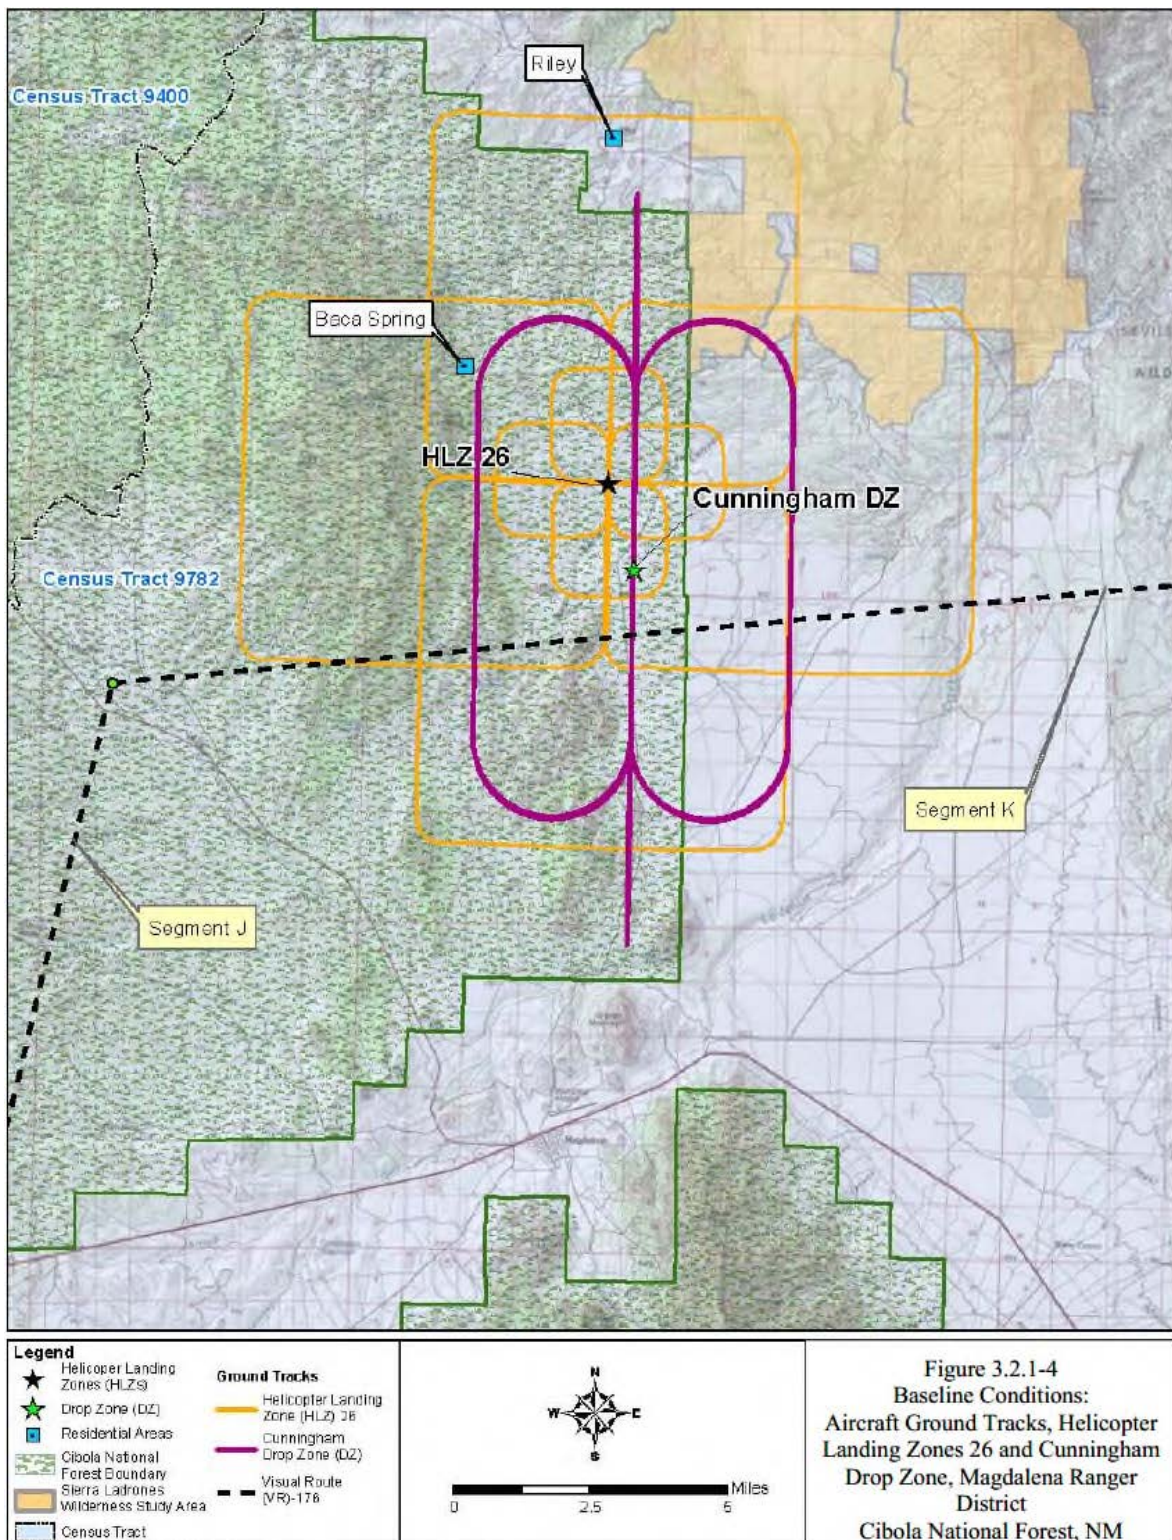 Riley
Census Tract 9400
Baca Spring
HLZ 26
Cunningham DZ
Census Tract 9782
Segment K
Segment J
Magdalena
Legend
Helicoper Landing
Zones (HLZs)
Drop Zone (DZ)
Residential Areas
Cibola National
Forest Boundary
Sierra Ladrones
Wilderness Study Area
Census Tract
Ground Tracks
Helicopter Landing
Zone (HLZ) 26
Cunningham
Drop Zone (DZ)
Visual Route
(VR)-176
N
W E
S
Miles
0 2.5 5
Figure 3.2.1-4
Baseline Conditions:
Aircraft Ground Tracks, Helicopter
Landing Zones 26 and Cunningham
Drop Zone, Magdalena Ranger
District
Cibola National Forest, NM